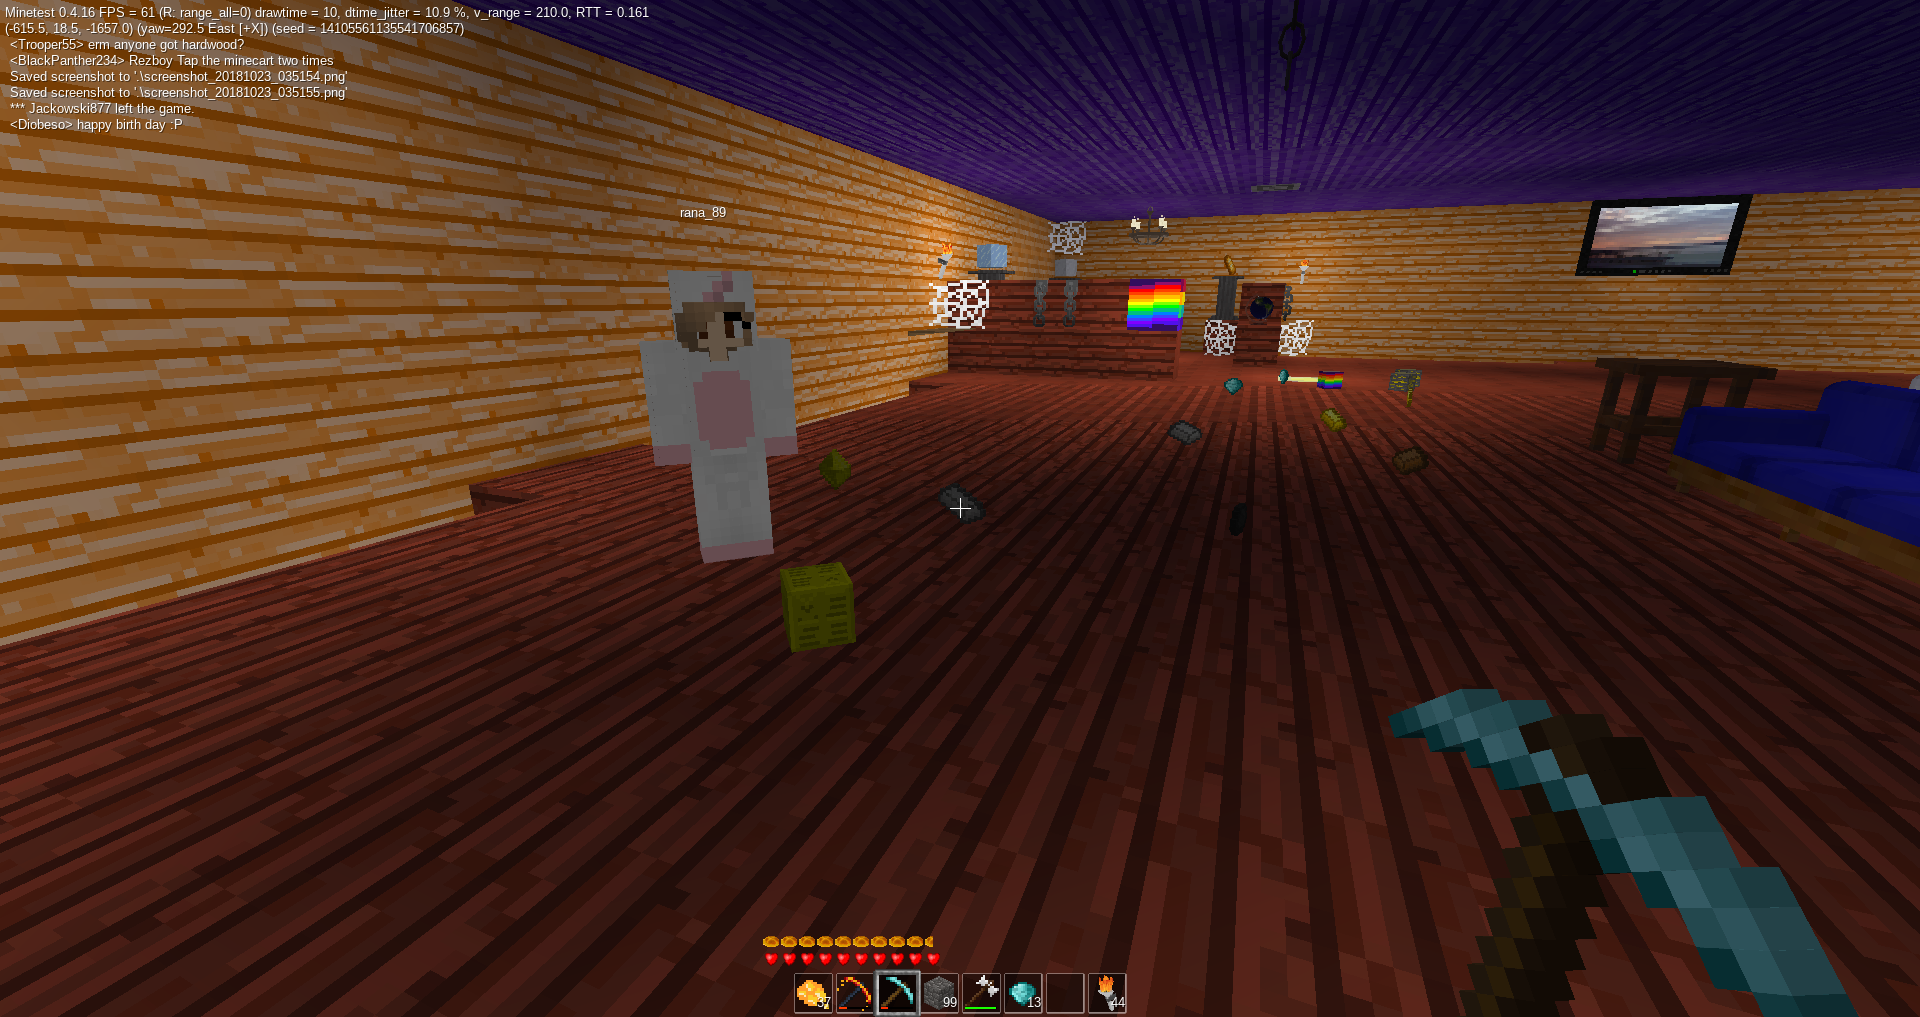 Minetest 0.4.16 FPS = 61 (R: range_all=0) drawtime = 10, dtime_jitter = 10.9 %, v_range = 210.0, RTT = 0.161
(-615.5, 18.5, -1657.0) (yaw=292.5 East [+X]) (seed = 14105561135541706857)
<Trooper55> erm anyone got hardwood?
<BlackPanther234> Rezboy Tap the minecart two times
Saved screenshot to '.\screenshot_20181023_035154.png'
Saved screenshot to '.\screenshot_20181023_035155.png'
*** Jackowski877 left the game.
<Diobeso> happy birth day :P
rana_89
37 99 13 44